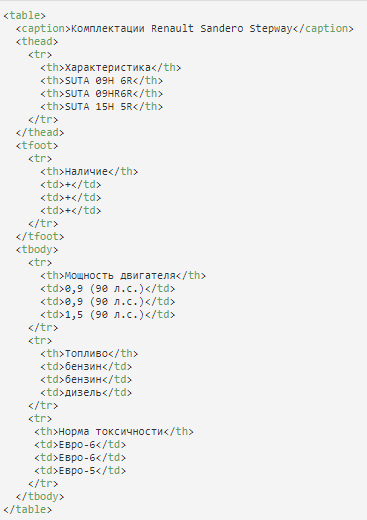 <table>
<caption>Комплектации Renault Sandero Stepway</caption>
<thead>
<tr>
<th>Характеристика</th>
<th>SUTA 09H 6R</th>
<th>SUTA 09HR6R</th>
<th>SUTA 15H 5R</th>
</tr>
</thead>
<tfoot>
<tr>
<th>Наличие</th>
<td>+</td>
<td>+</td>
<td>+</td>
</tr>
</tfoot>
<tbody>
<tr>
<th>Мощность двигателя</th>
<td>0,9 (90 л.с.)</td>
<td>0,9 (90 л.с.)</td>
<td>1,5 (90 л.с.)</td>
</tr>
<tr>
<th>Топливо</th>
<td>бензин</td>
<td>бензин</td>
<td>дизель</td>
</tr>
<tr>
<th>Норма токсичности</th>
<td>Евро-6</td>
<td>Евро-6</td>
<td>Евро-5</td>
</tr>
</tbody>
</table>